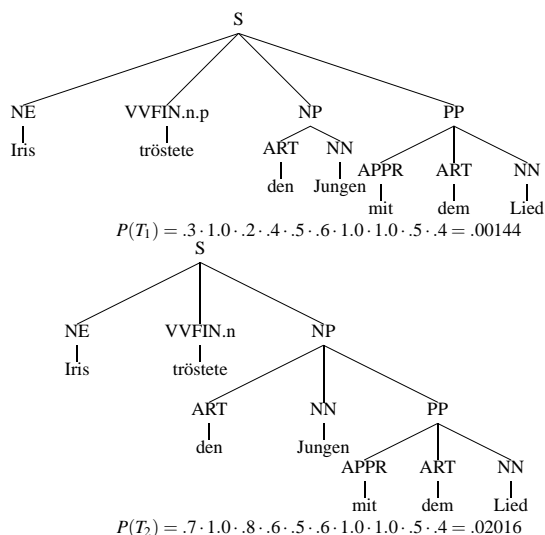 S
NE VVFIN.n.p NP PP
Iris tröstete ART NN APPR ART NN
den Jungen mit dem Lied
P(T₁) = .3 · 1.0 · .2 · .4 · .5 · .6 · 1.0 · 1.0 · .5 · .4 = .00144
S
NE VVFIN.n NP
Iris tröstete
ART NN PP
den Jungen
APPR ART NN
mit dem Lied
P(T₂) = .7 · 1.0 · .8 · .6 · .5 · .6 · 1.0 · 1.0 · .5 · .4 = .02016